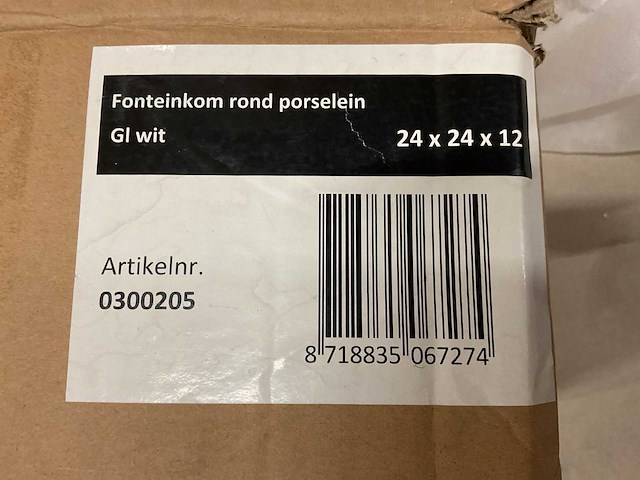 Fonteinkom rond porselein
Gl wit 24 x 24 x 12
Artikelnr.
0300205
8 718835 067274